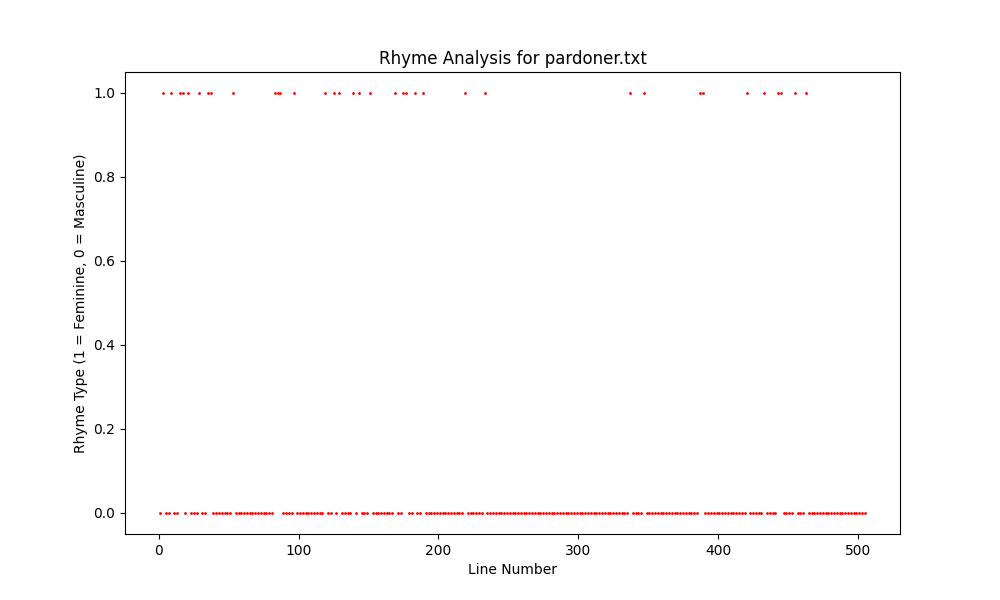 Rhyme Analysis for pardoner.txt
Rhyme Type (1 = Feminine, 0 = Masculine)
1.0
0.8
0.6
0.4
0.2
0.0
0 100 200 300 400 500
Line Number